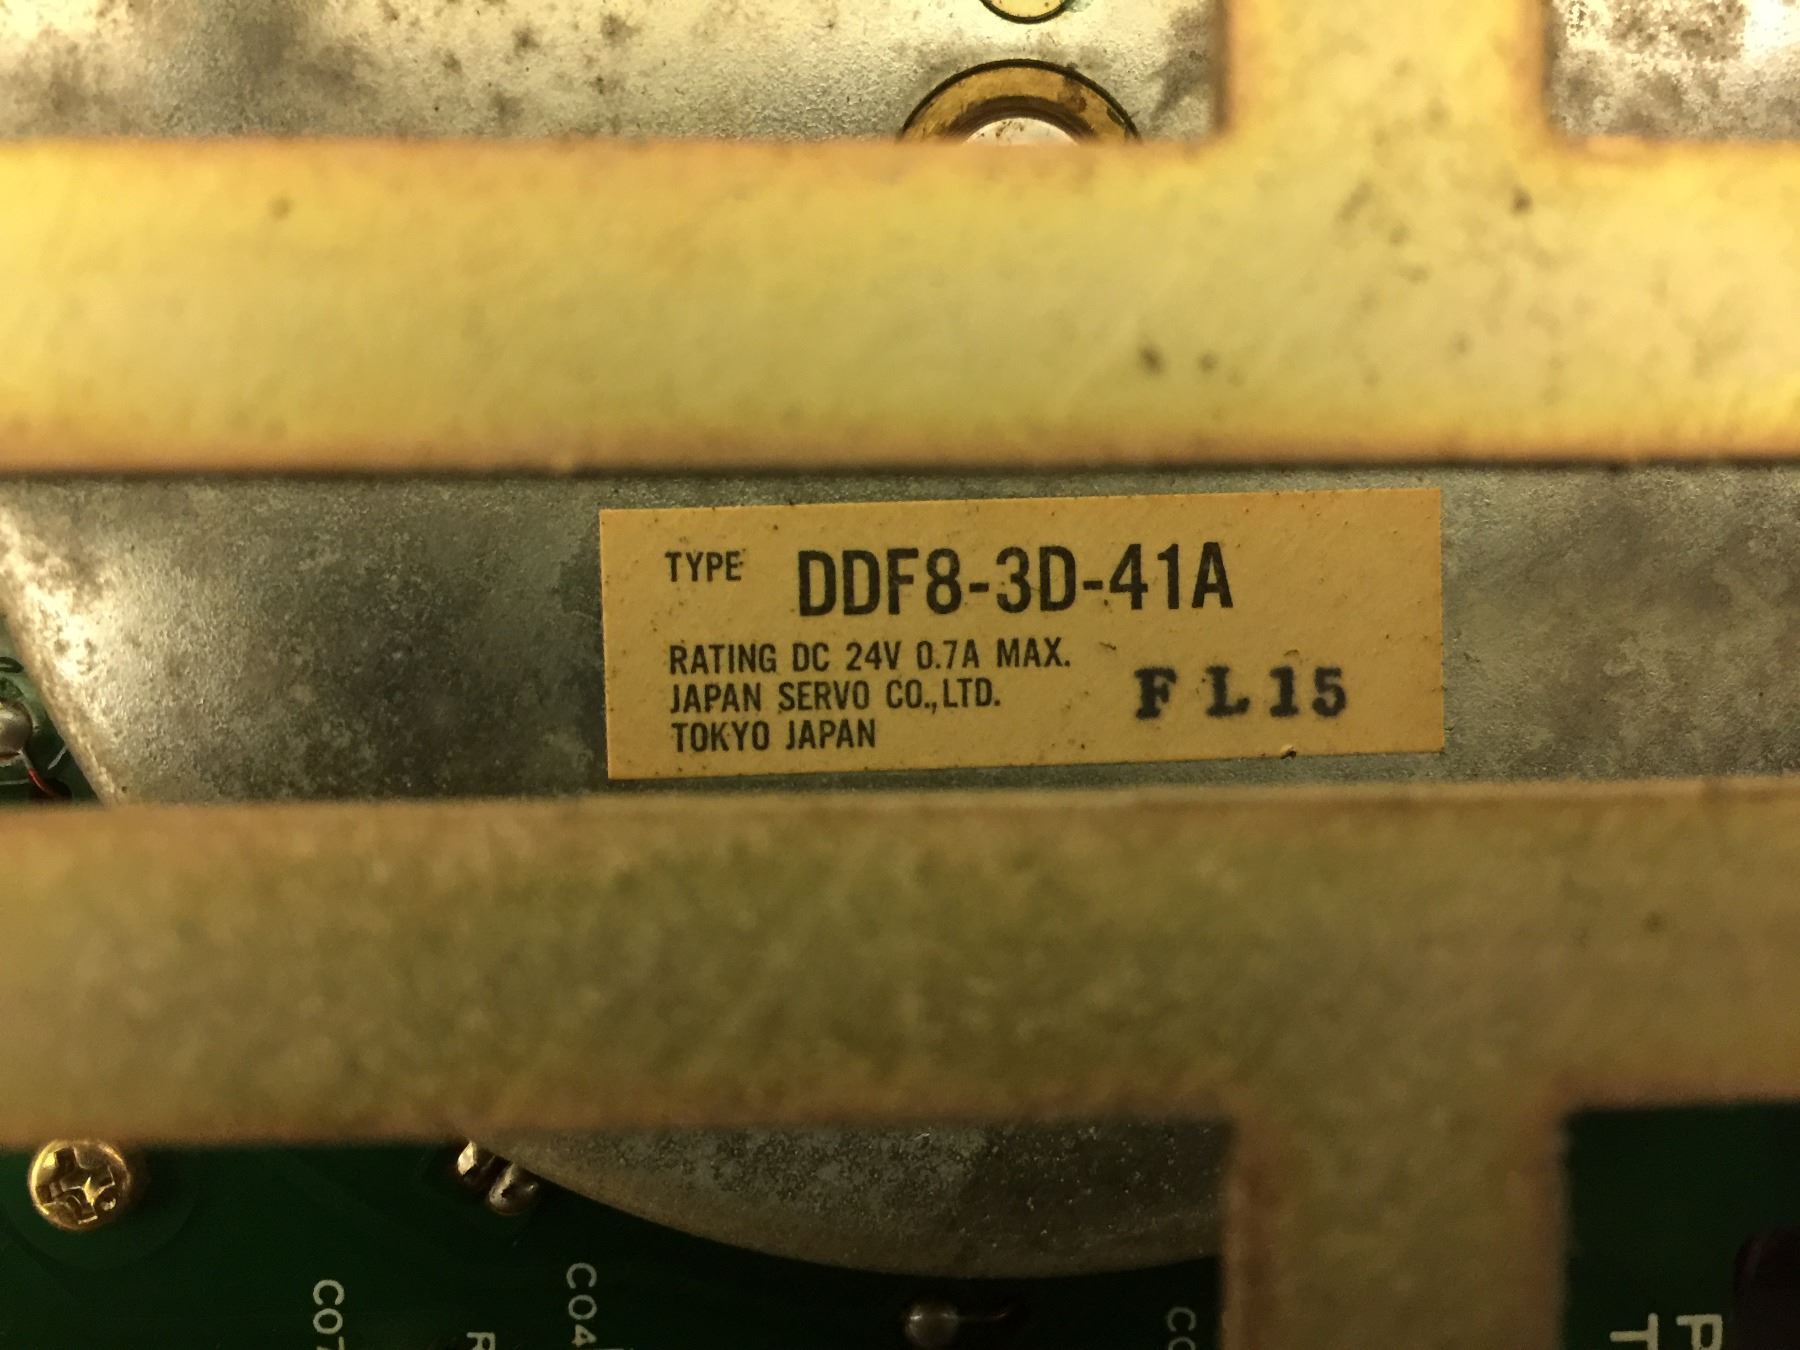 TYPE DDF8-3D-41A
RATING DC 24V 0.7A MAX.
JAPAN SERVO CO.,LTD. FL15
TOKYO JAPAN